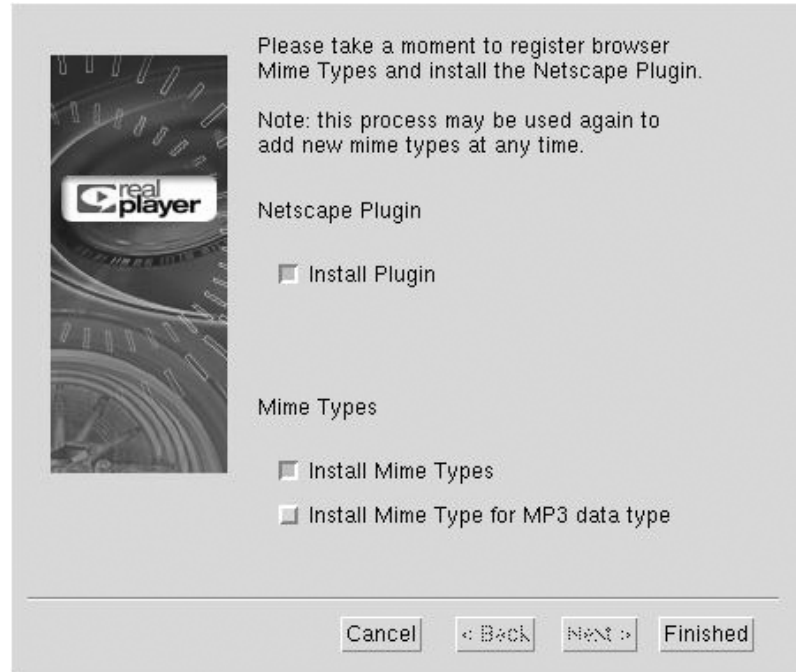 Please take a moment to register browser
Mime Types and install the Netscape Plugin.
Note: this process may be used again to
add new mime types at any time.
real
player
Netscape Plugin
Install Plugin
Mime Types
Install Mime Types
Install Mime Type for MP3 data type
Cancel
< Back
Next >
Finished